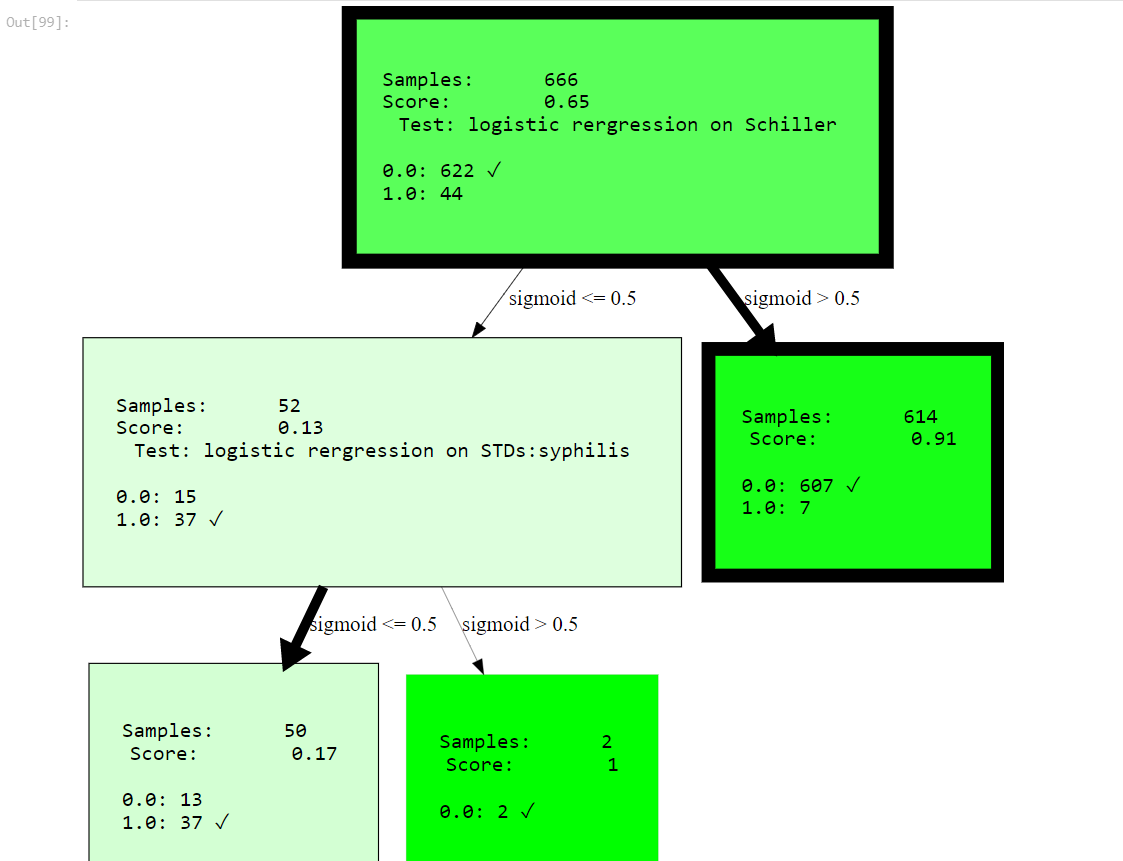 Out[99]:
Samples: 666
Score: 0.65
Test: logistic rergression on Schiller
0.0: 622 ✓
1.0: 44
sigmoid <= 0.5
sigmoid > 0.5
Samples: 52
Score: 0.13
Test: logistic rergression on STDs:syphilis
0.0: 15
1.0: 37 ✓
Samples: 614
Score: 0.91
0.0: 607 ✓
1.0: 7
sigmoid <= 0.5
sigmoid > 0.5
Samples: 50
Score: 0.17
0.0: 13
1.0: 37 ✓
Samples: 2
Score: 1
0.0: 2 ✓